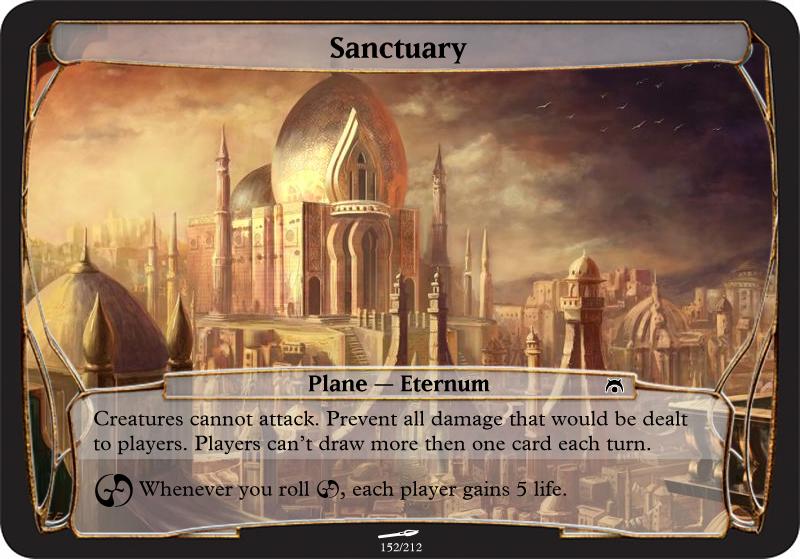 Sanctuary
Plane — Eternum
Creatures cannot attack. Prevent all damage that would be dealt
to players. Players can't draw more then one card each turn.
Whenever you roll , each player gains 5 life.
152/212